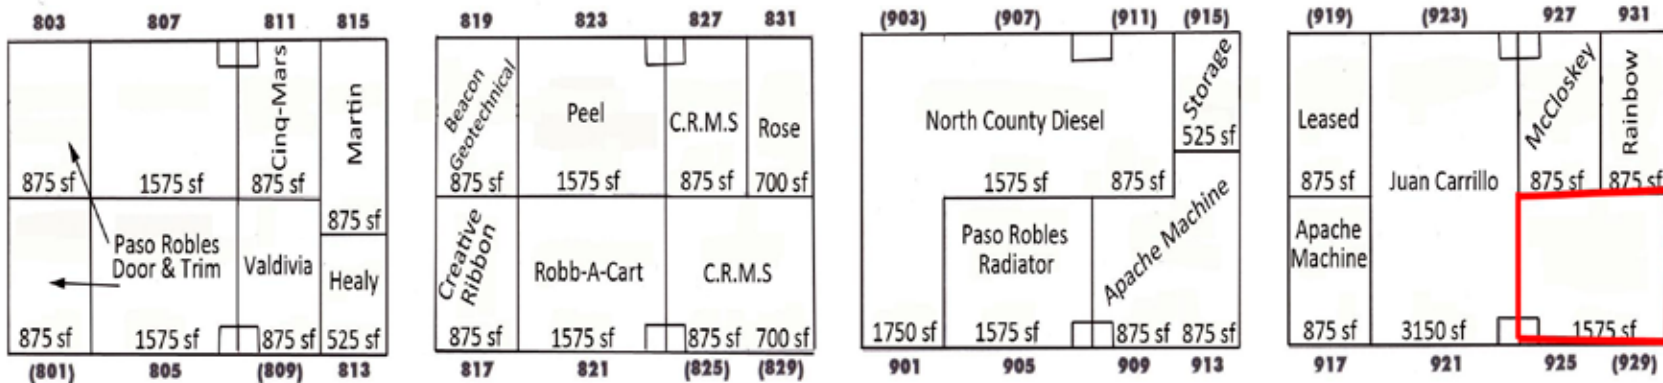 803 807 811 815
Cinq-Mars
Martin
875 sf 1575 sf 875 sf
875 sf
Paso Robles
Door & Trim
Valdivia
Healy
875 sf 1575 sf 875 sf 525 sf
(801) 805 (809) 813
819 823 827 831
Beacon
Geotechnical
Peel
C.R.M.S
Rose
875 sf 1575 sf 875 sf 700 sf
Creative
Ribbon
Robb-A-Cart
C.R.M.S
875 sf 1575 sf 875 sf 700 sf
817 821 (825) (829)
(903) (907) (911) (915)
North County Diesel
Storage
525 sf
1575 sf 875 sf
Paso Robles
Radiator
Apache Machine
1750 sf 1575 sf 875 sf 875 sf
901 905 909 913
(919) (923) 927 931
Leased
McCloskey
Rainbow
875 sf
Juan Carrillo
875 sf 875 sf
Apache
Machine
875 sf 3150 sf 1575 sf
917 921 925 (929)